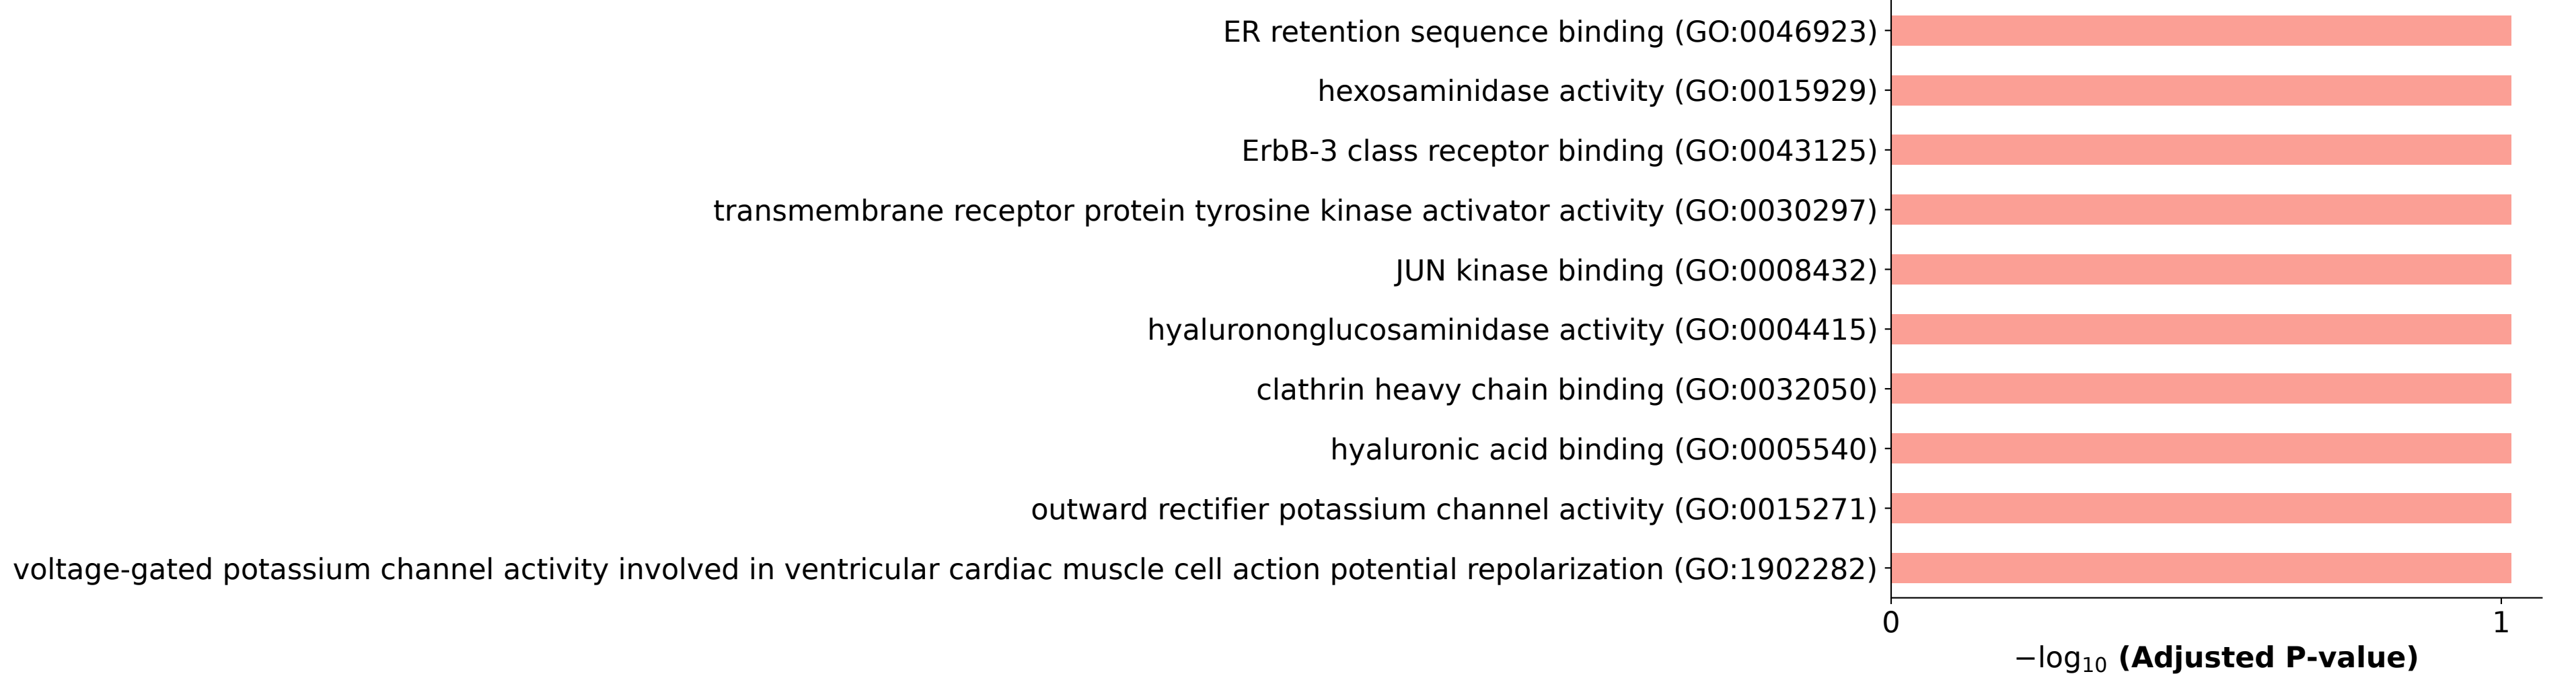 ER retention sequence binding (GO:0046923)
hexosaminidase activity (GO:0015929)
ErbB-3 class receptor binding (GO:0043125)
transmembrane receptor protein tyrosine kinase activator activity (GO:0030297)
JUN kinase binding (GO:0008432)
hyalurononglucosaminidase activity (GO:0004415)
clathrin heavy chain binding (GO:0032050)
hyaluronic acid binding (GO:0005540)
outward rectifier potassium channel activity (GO:0015271)
voltage-gated potassium channel activity involved in ventricular cardiac muscle cell action potential repolarization (GO:1902282)
0 1
−log₁₀ (Adjusted P-value)